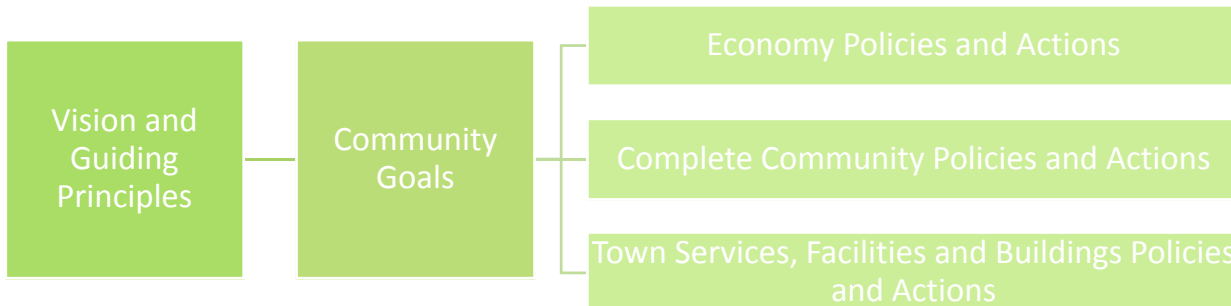 Vision and
Guiding
Principles
Community
Goals
Economy Policies and Actions
Complete Community Policies and Actions
Town Services, Facilities and Buildings Policies
and Actions